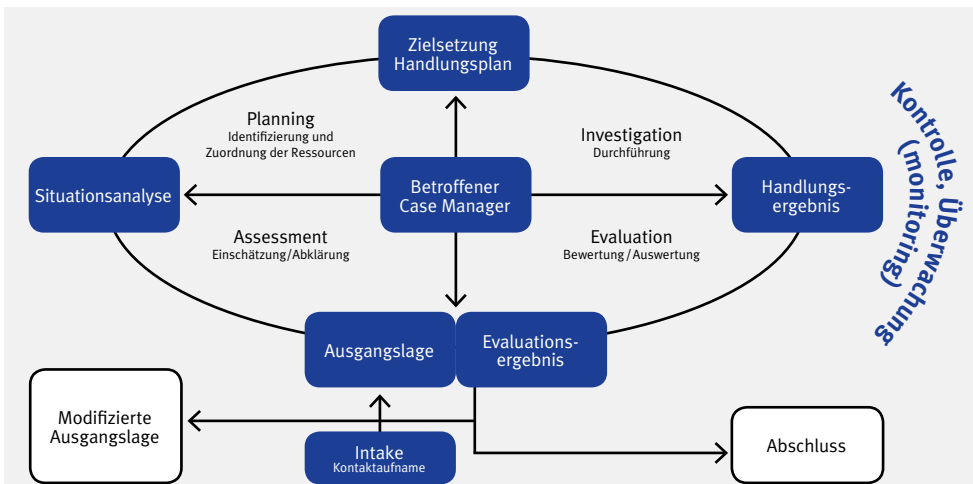 Zielsetzung
Handlungsplan
Planning
Identifizierung und
Zuordnung der Ressourcen
Investigation
Durchführung
Kontrolle, Überwachung
(monitoring)
Situationsanalyse
Betroffener
Case Manager
Handlungs-
ergebnis
Assessment
Einschätzung/Abklärung
Evaluation
Bewertung/Auswertung
Ausgangslage
Evaluations-
ergebnis
Modifizierte
Ausgangslage
Intake
Kontaktaufname
Abschluss